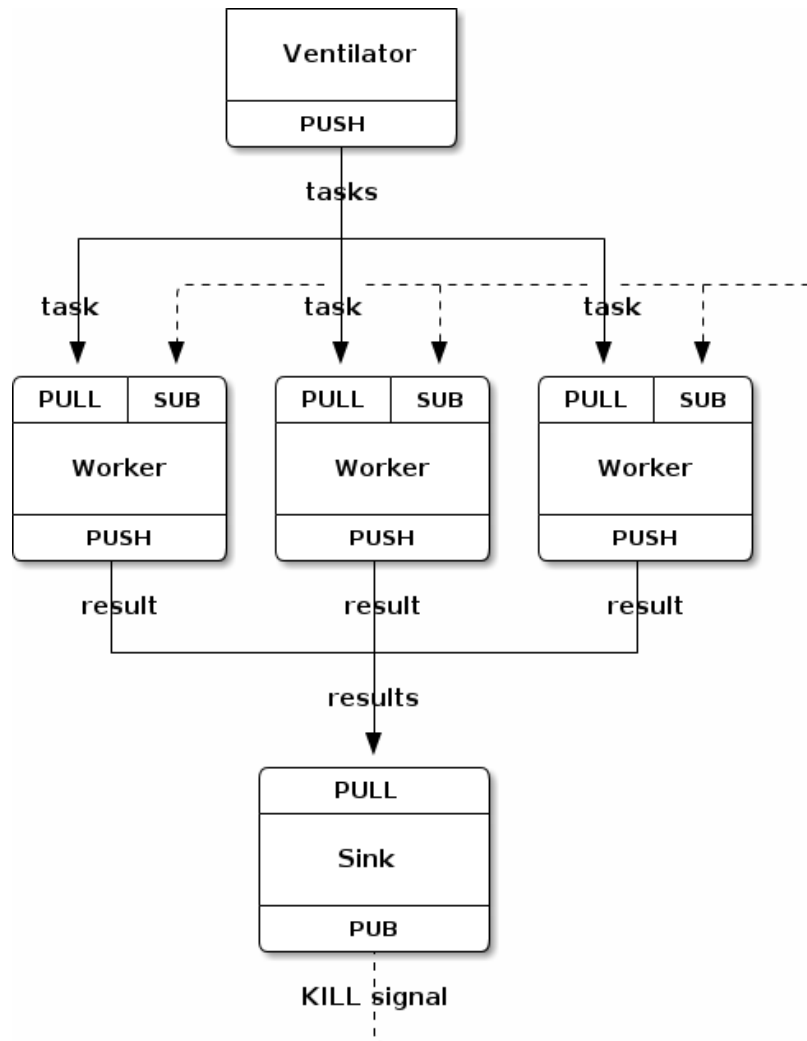 Ventilator
PUSH
tasks
task task task
PULL SUB PULL SUB PULL SUB
Worker Worker Worker
PUSH PUSH PUSH
result result result
results
PULL
Sink
PUB
KILL signal